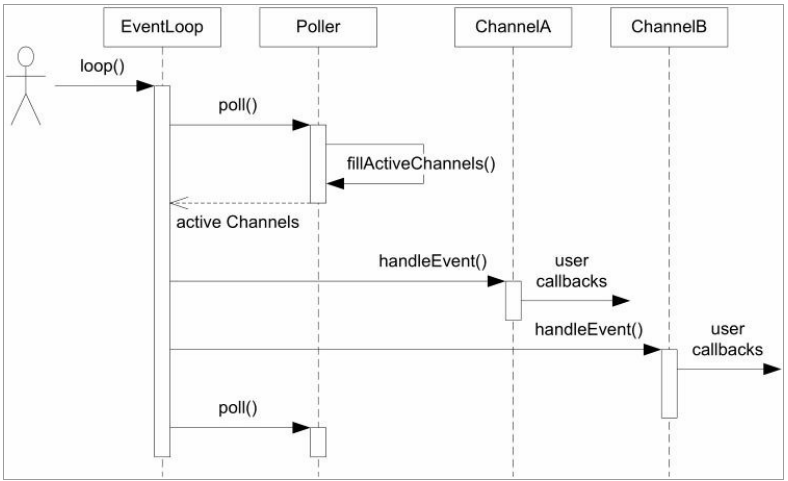 EventLoop
Poller
ChannelA
ChannelB
loop()
poll()
fillActiveChannels()
active Channels
handleEvent()
user
callbacks
handleEvent()
user
callbacks
poll()